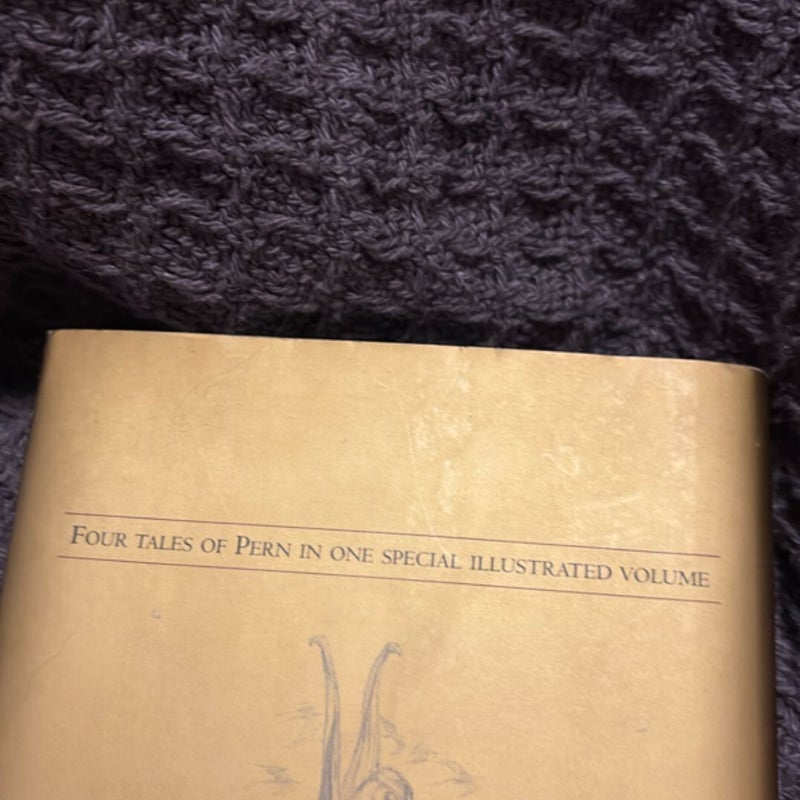 Four tales of Pern in one special illustrated volume